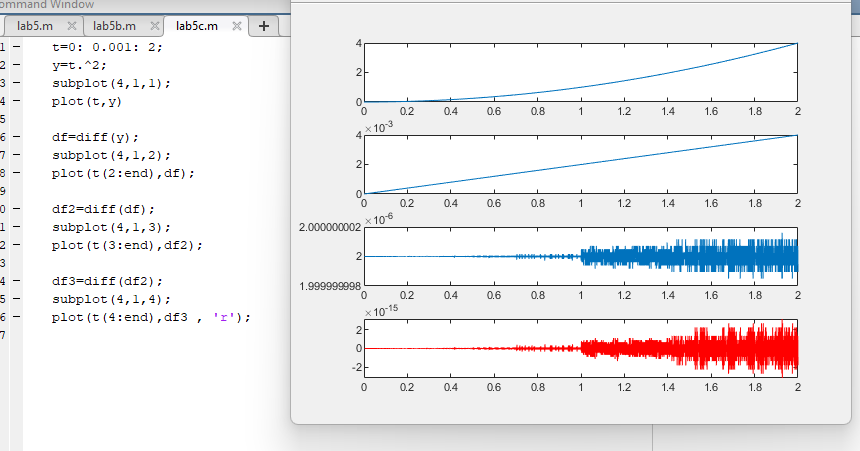 ommand Window
lab5.m × lab5b.m × lab5c.m × +
1 – t=0: 0.001: 2;
2 – y=t.^2;
3 – subplot(4,1,1);
4 – plot(t,y)
5
6 – df=diff(y);
7 – subplot(4,1,2);
8 – plot(t(2:end),df);
9
0 – df2=diff(df);
1 – subplot(4,1,3);
2 – plot(t(3:end),df2);
3
4 – df3=diff(df2);
5 – subplot(4,1,4);
6 – plot(t(4:end),df3 , 'r');
7
4
2
0
0 0.2 0.4 0.6 0.8 1 1.2 1.4 1.6 1.8 2
×10-3
4
2
0
0 0.2 0.4 0.6 0.8 1 1.2 1.4 1.6 1.8 2
×10-6
2.000000002
2
1.999999998
0 0.2 0.4 0.6 0.8 1 1.2 1.4 1.6 1.8 2
×10-15
2
0
-2
0 0.2 0.4 0.6 0.8 1 1.2 1.4 1.6 1.8 2